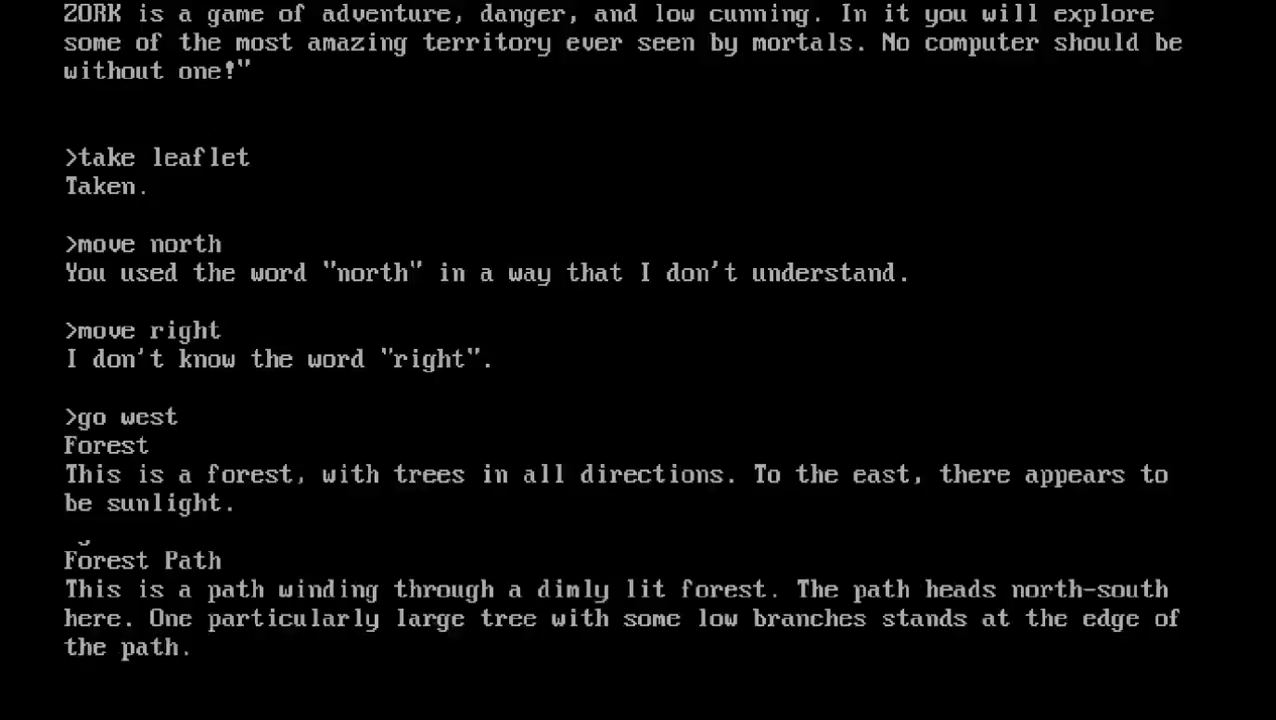 ZORK is a game of adventure, danger, and low cunning. In it you will explore
some of the most amazing territory ever seen by mortals. No computer should be
without one!"
>take leaflet
Taken.
>move north
You used the word "north" in a way that I don't understand.
>move right
I don't know the word "right".
>go west
Forest
This is a forest, with trees in all directions. To the east, there appears to
be sunlight.
Forest Path
This is a path winding through a dimly lit forest. The path heads north-south
here. One particularly large tree with some low branches stands at the edge of
the path.